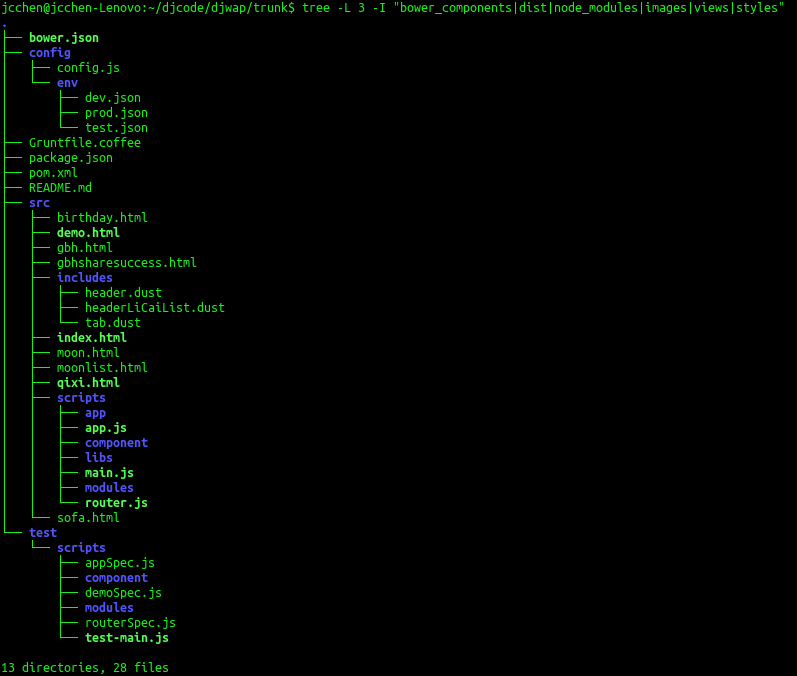 jcchen@jcchen-Lenovo:~/djcode/djwap/trunk$ tree -L 3 -I "bower_components|dist|node_modules|images|views|styles"
.
├── bower.json
├── config
│   ├── config.js
│   └── env
│       ├── dev.json
│       ├── prod.json
│       └── test.json
├── Gruntfile.coffee
├── package.json
├── pom.xml
├── README.md
├── src
│   ├── birthday.html
│   ├── demo.html
│   ├── gbh.html
│   ├── gbhsharesuccess.html
│   ├── includes
│   │   ├── header.dust
│   │   ├── headerLiCaiList.dust
│   │   └── tab.dust
│   ├── index.html
│   ├── moon.html
│   ├── moonlist.html
│   ├── qixi.html
│   ├── scripts
│   │   ├── app
│   │   ├── app.js
│   │   ├── component
│   │   ├── libs
│   │   ├── main.js
│   │   ├── modules
│   │   └── router.js
│   └── sofa.html
└── test
    └── scripts
        ├── appSpec.js
        ├── component
        ├── demoSpec.js
        ├── modules
        ├── routerSpec.js
        └── test-main.js

13 directories, 28 files